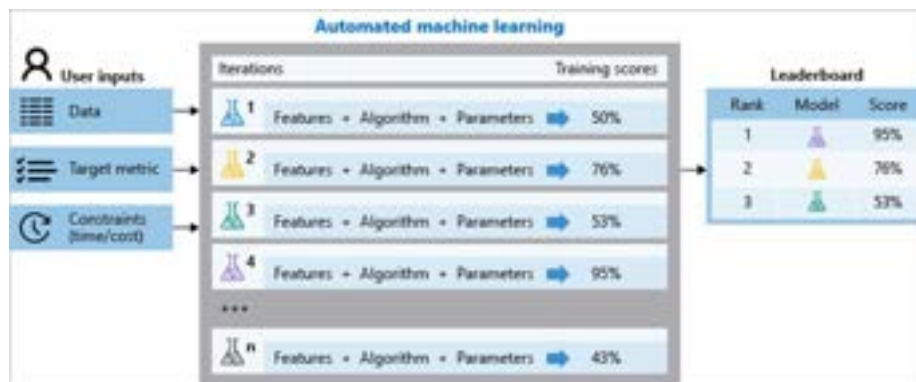 Automated machine learning
User inputs
Data
Target metric
Constraints
(time/cost)
Iterations Training scores
1 Features + Algorithm + Parameters 50%
2 Features + Algorithm + Parameters 76%
3 Features + Algorithm + Parameters 53%
4 Features + Algorithm + Parameters 95%
...
n Features + Algorithm + Parameters 43%
Leaderboard
Rank Model Score
1 95%
2 76%
3 53%